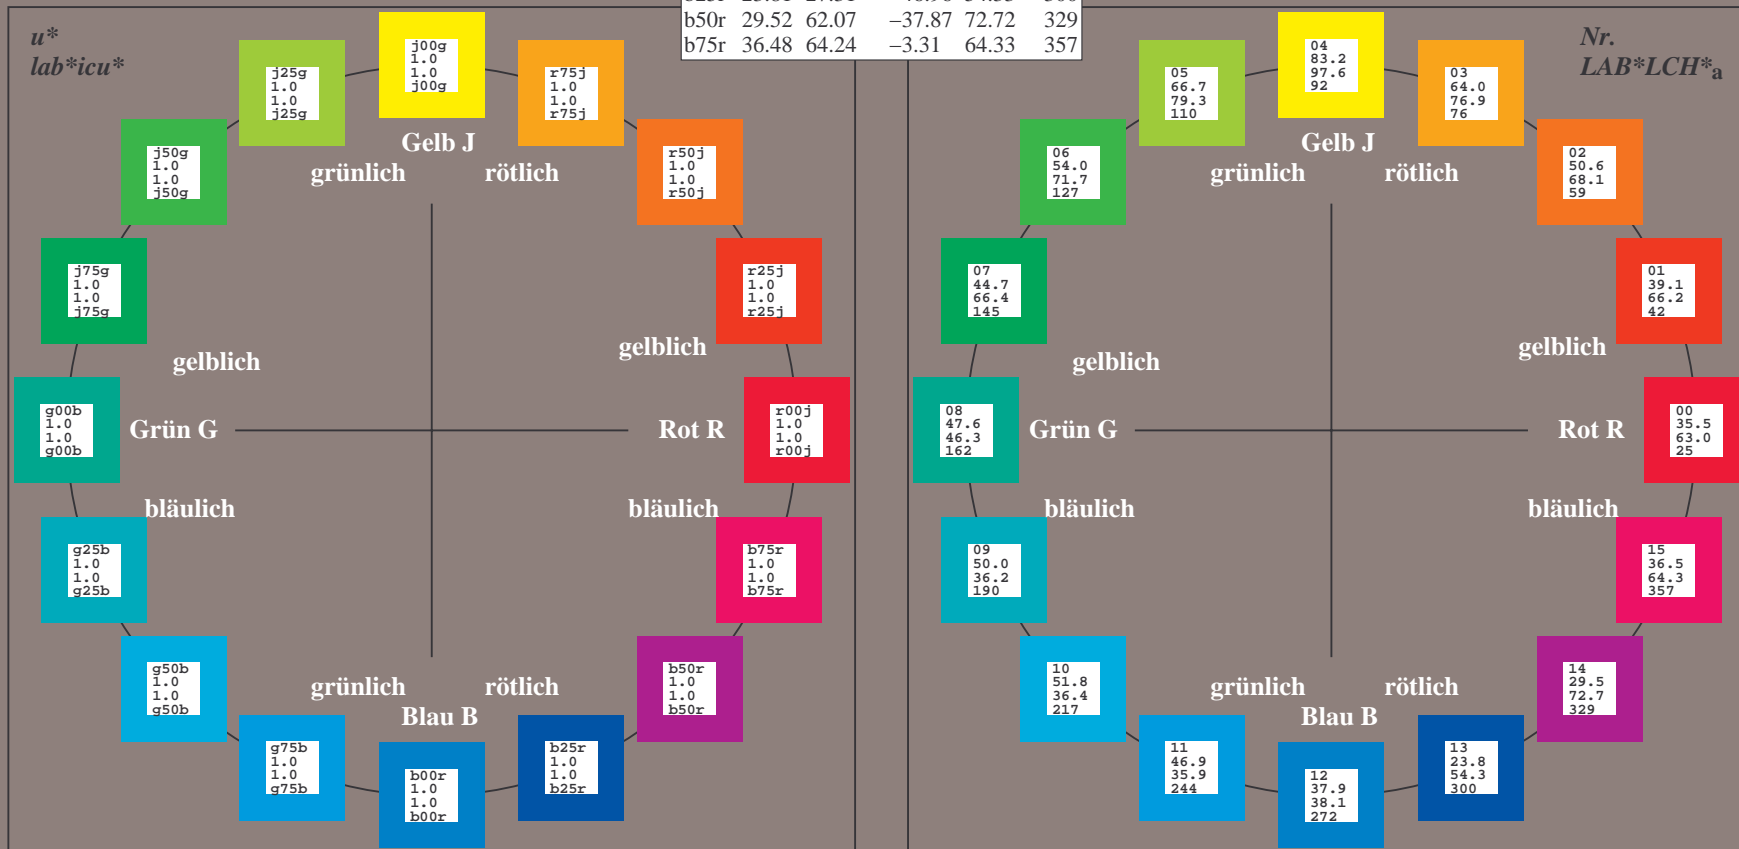 b50r 29.52 62.07 −37.87 72.72 329
b75r 36.48 64.24 −3.31 64.33 357
u*
lab*icu*
j00g
1.0
1.0
j00g
j25g
1.0
1.0
j25g
r75j
1.0
1.0
r75j
j50g
1.0
1.0
j50g
r50j
1.0
1.0
r50j
Gelb J
grünlich rötlich
j75g
1.0
1.0
j75g
r25j
1.0
1.0
r25j
gelblich gelblich
g00b
1.0
1.0
g00b
Grün G Rot R
r00j
1.0
1.0
r00j
bläulich bläulich
g25b
1.0
1.0
g25b
b75r
1.0
1.0
b75r
g50b
1.0
1.0
g50b
b50r
1.0
1.0
b50r
grünlich rötlich
Blau B
g75b
1.0
1.0
g75b
b00r
1.0
1.0
b00r
b25r
1.0
1.0
b25r
Nr.
LAB*LCH*a
04
83.2
97.6
92
05
66.7
79.3
110
03
64.0
76.9
76
06
54.0
71.7
127
02
50.6
68.1
59
Gelb J
grünlich rötlich
07
44.7
66.4
145
01
39.1
66.2
42
gelblich gelblich
08
47.6
46.3
162
Grün G Rot R
00
35.5
63.0
25
bläulich bläulich
09
50.0
36.2
190
15
36.5
64.3
357
10
51.8
36.4
217
14
29.5
72.7
329
grünlich rötlich
Blau B
11
46.9
35.9
244
12
37.9
38.1
272
13
23.8
54.3
300